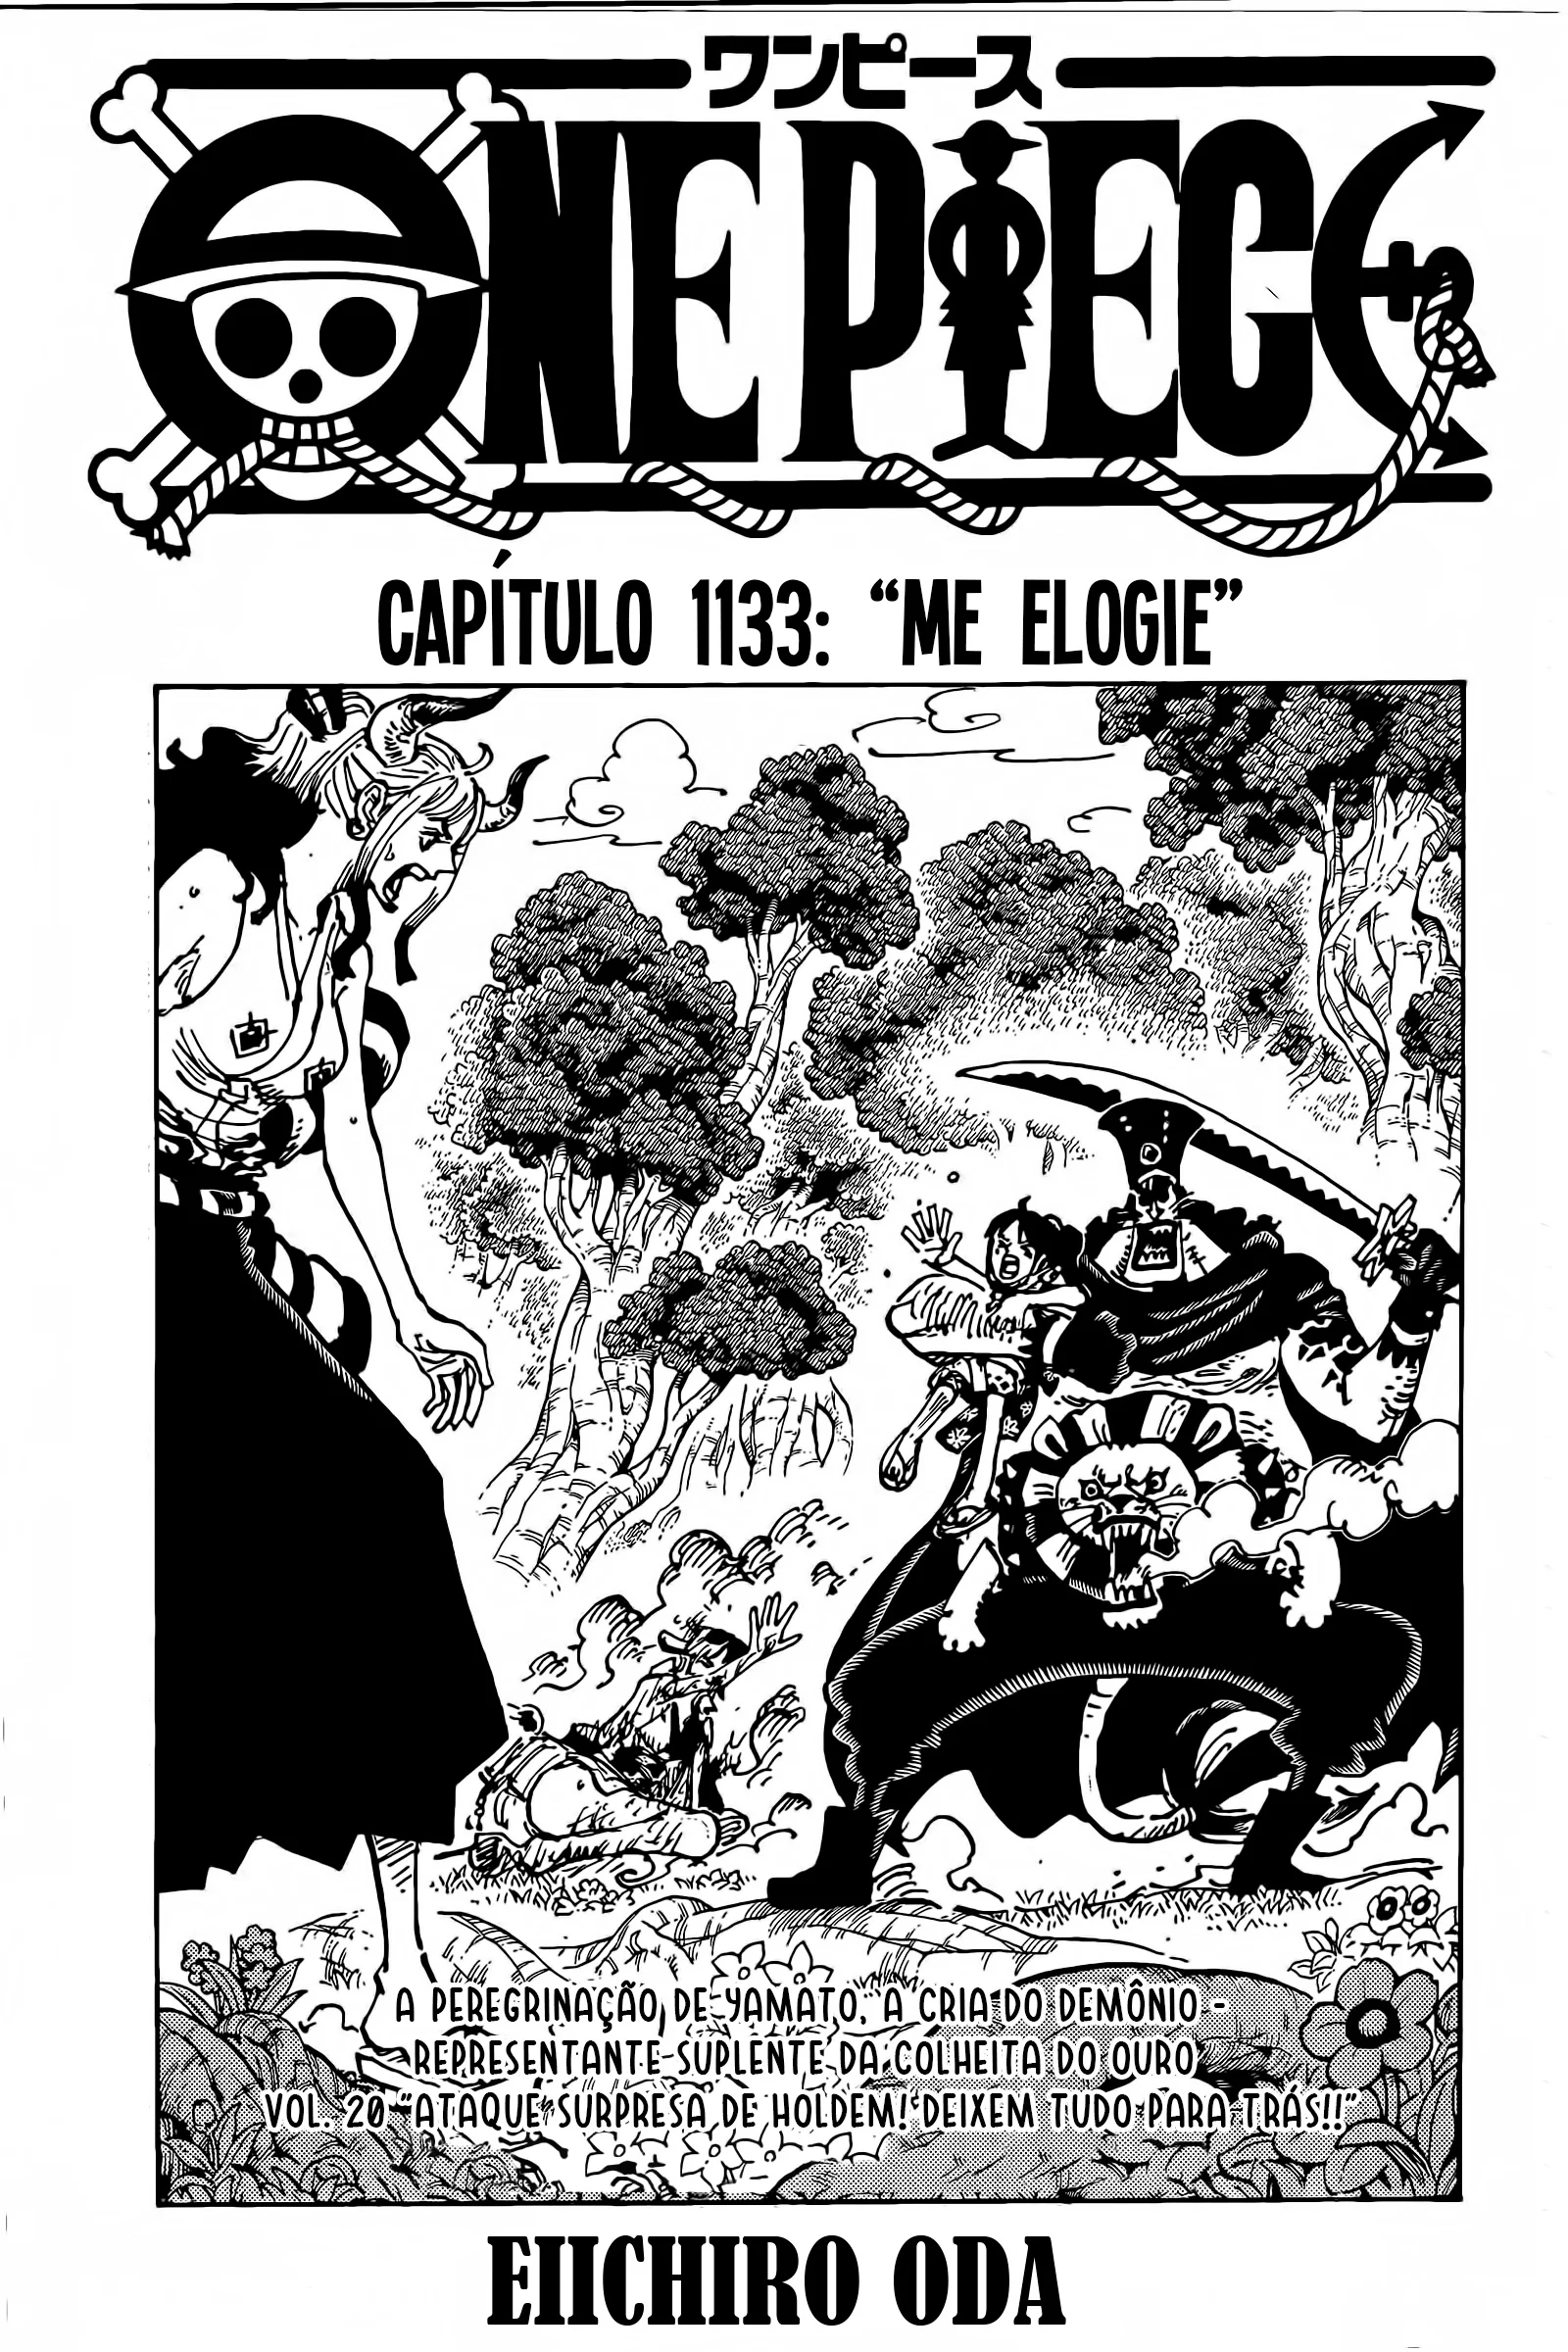 ワンピース
ONE PIECE
CAPÍTULO 1133: “ME ELOGIE”
A PEREGRINAÇÃO DE YAMATO, A CRIA DO DEMÔNIO -
REPRESENTANTE SUPLENTE DA COLHEITA DO OURO
VOL. 20 “ATAQUE SURPRESA DE HOLDEM! DEIXEM TUDO PARA TRÁS!!”
EIICHIRO ODA